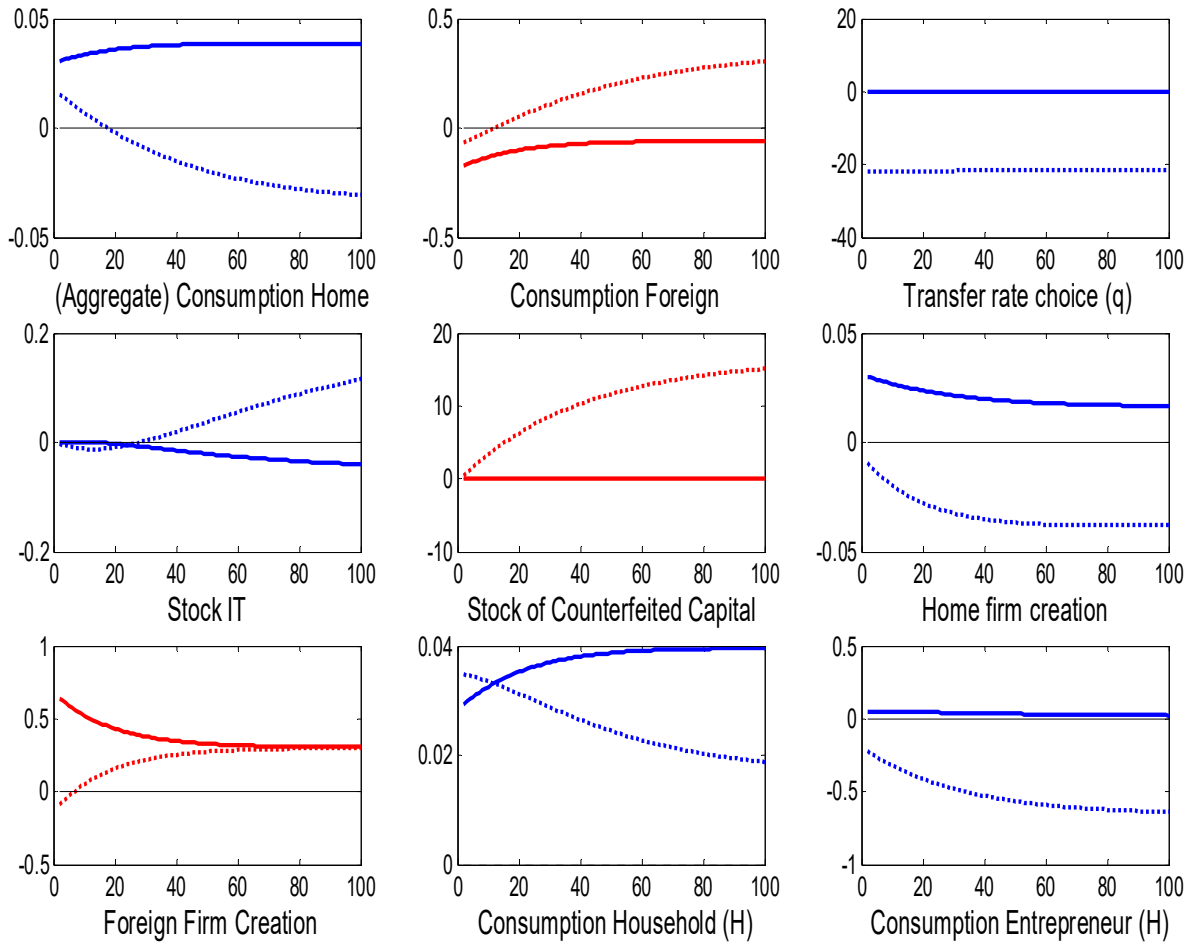 0.05
0
-0.05
0 20 40 60 80 100
(Aggregate) Consumption Home
0.5
0
-0.5
0 20 40 60 80 100
Consumption Foreign
20
0
-20
-40
0 20 40 60 80 100
Transfer rate choice (q)
0.2
0
-0.2
0 20 40 60 80 100
Stock IT
20
10
0
-10
0 20 40 60 80 100
Stock of Counterfeited Capital
0.05
0
-0.05
0 20 40 60 80 100
Home firm creation
1
0.5
0
-0.5
0 20 40 60 80 100
Foreign Firm Creation
0.04
0.02
0
0 20 40 60 80 100
Consumption Household (H)
0.5
0
-0.5
-1
0 20 40 60 80 100
Consumption Entrepreneur (H)